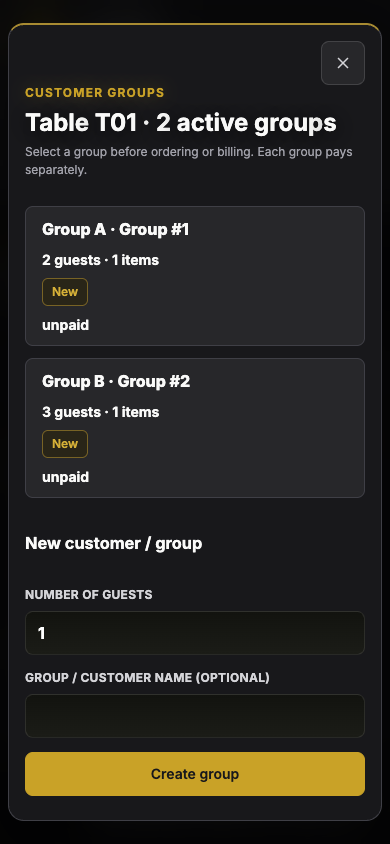 CUSTOMER GROUPS
Table T01 · 2 active groups
Select a group before ordering or billing. Each group pays
separately.
Group A · Group #1
2 guests · 1 items
New
unpaid
Group B · Group #2
3 guests · 1 items
New
unpaid
New customer / group
NUMBER OF GUESTS
1
GROUP / CUSTOMER NAME (OPTIONAL)
Create group